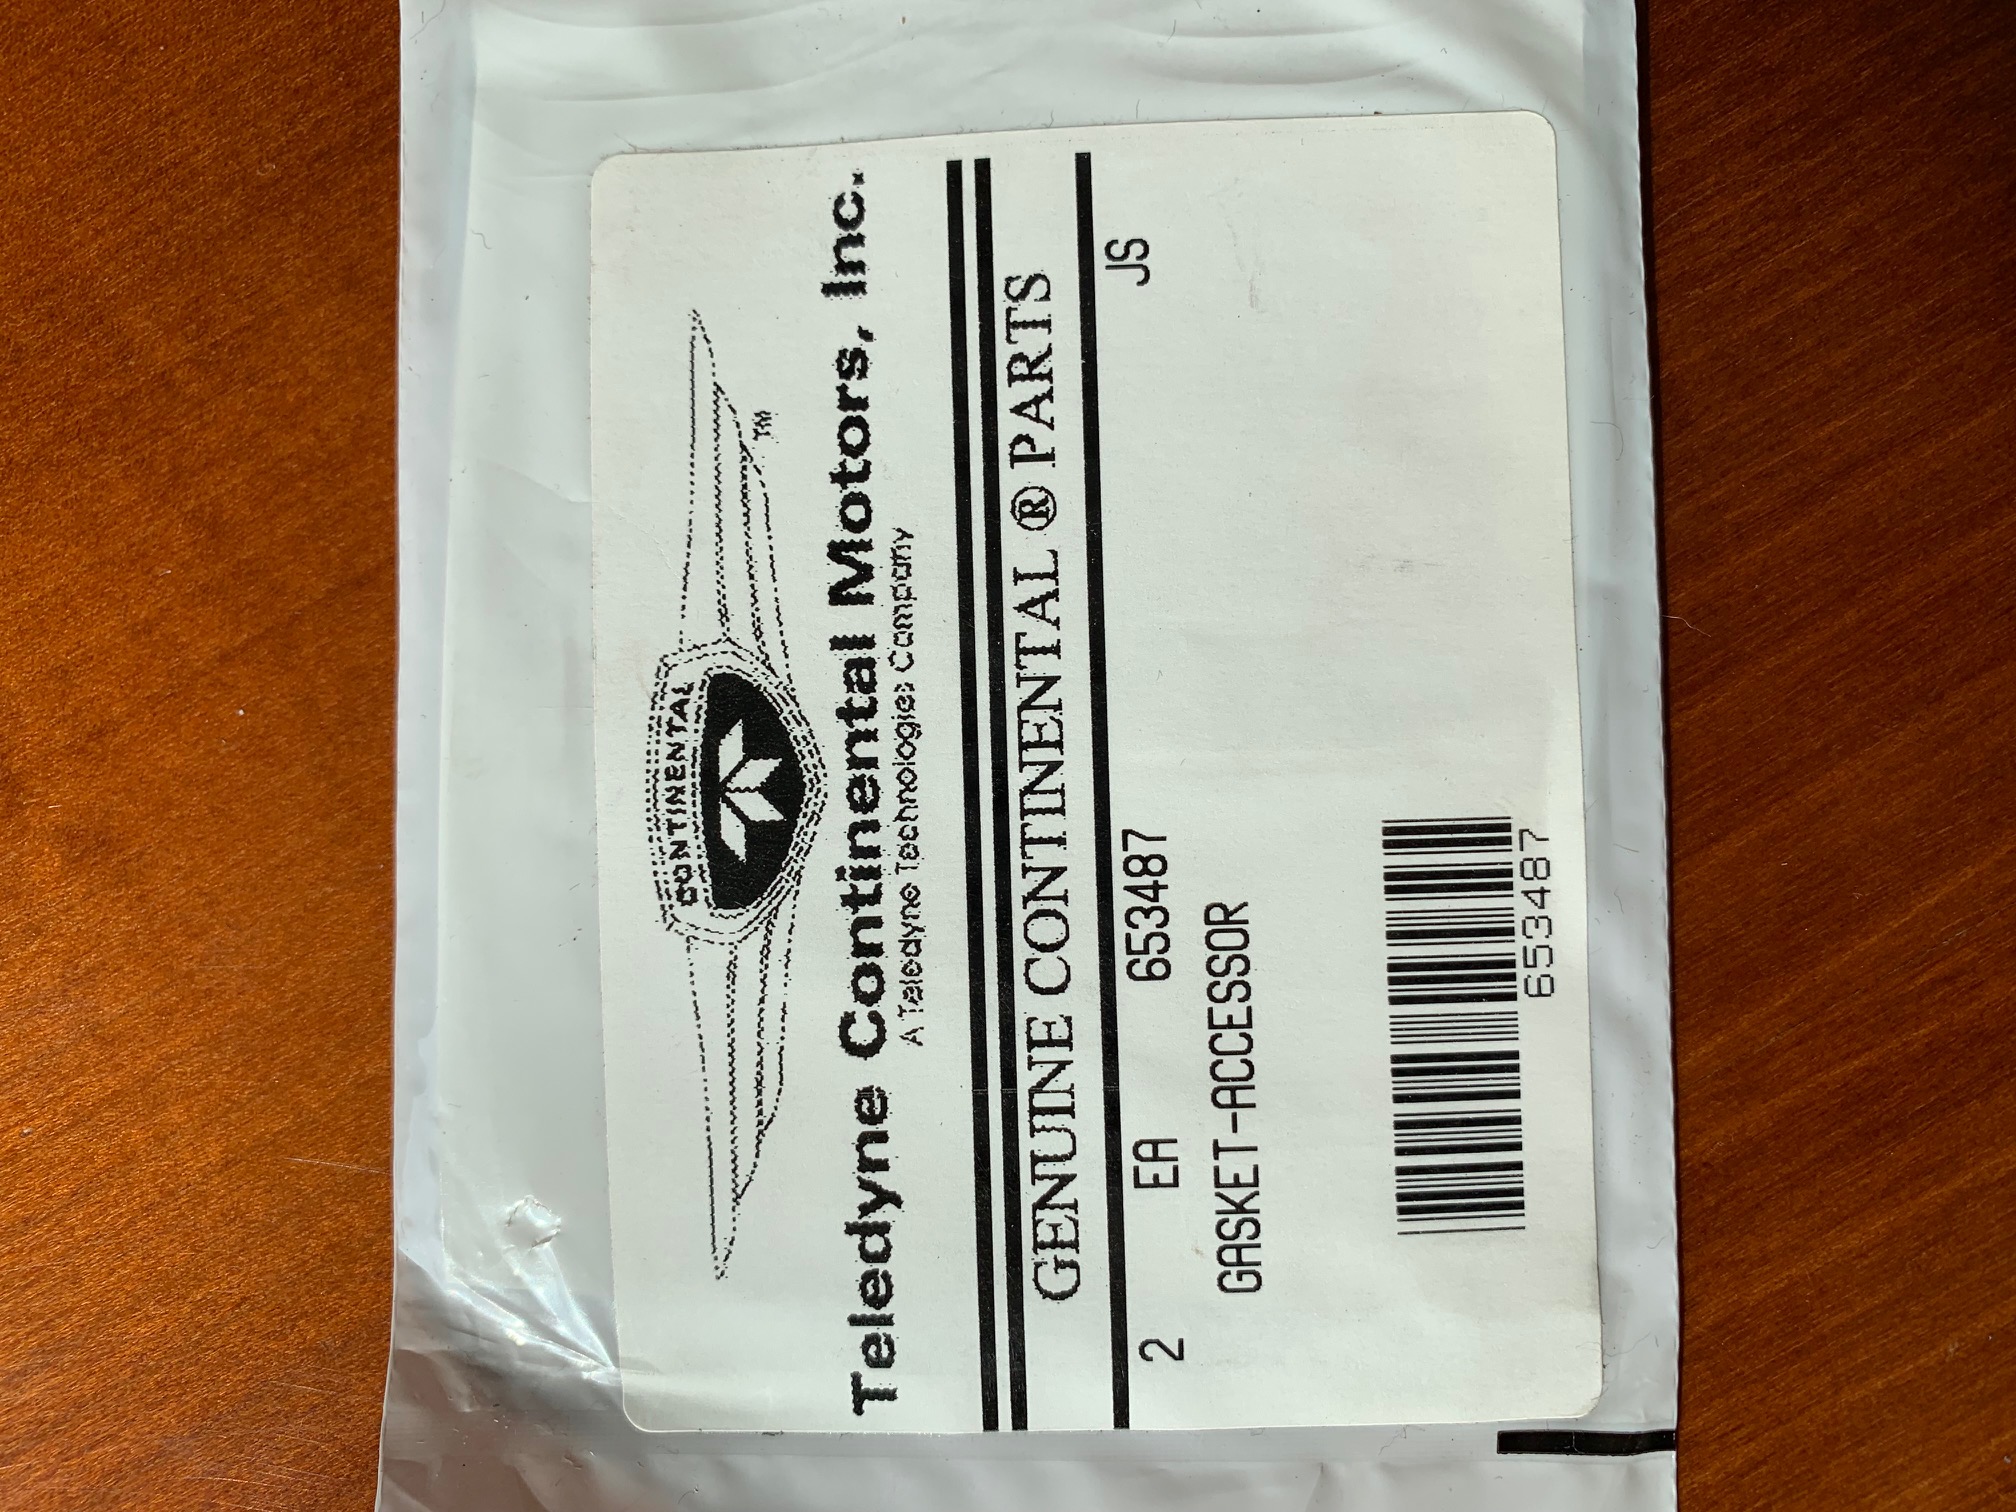 CONTINENTAL
TM
Teledyne Continental Motors, Inc.
A Teledyne Technologies Company
GENUINE CONTINENTAL ® PARTS
2 EA 653487 JS
GASKET-ACCESSOR
653487